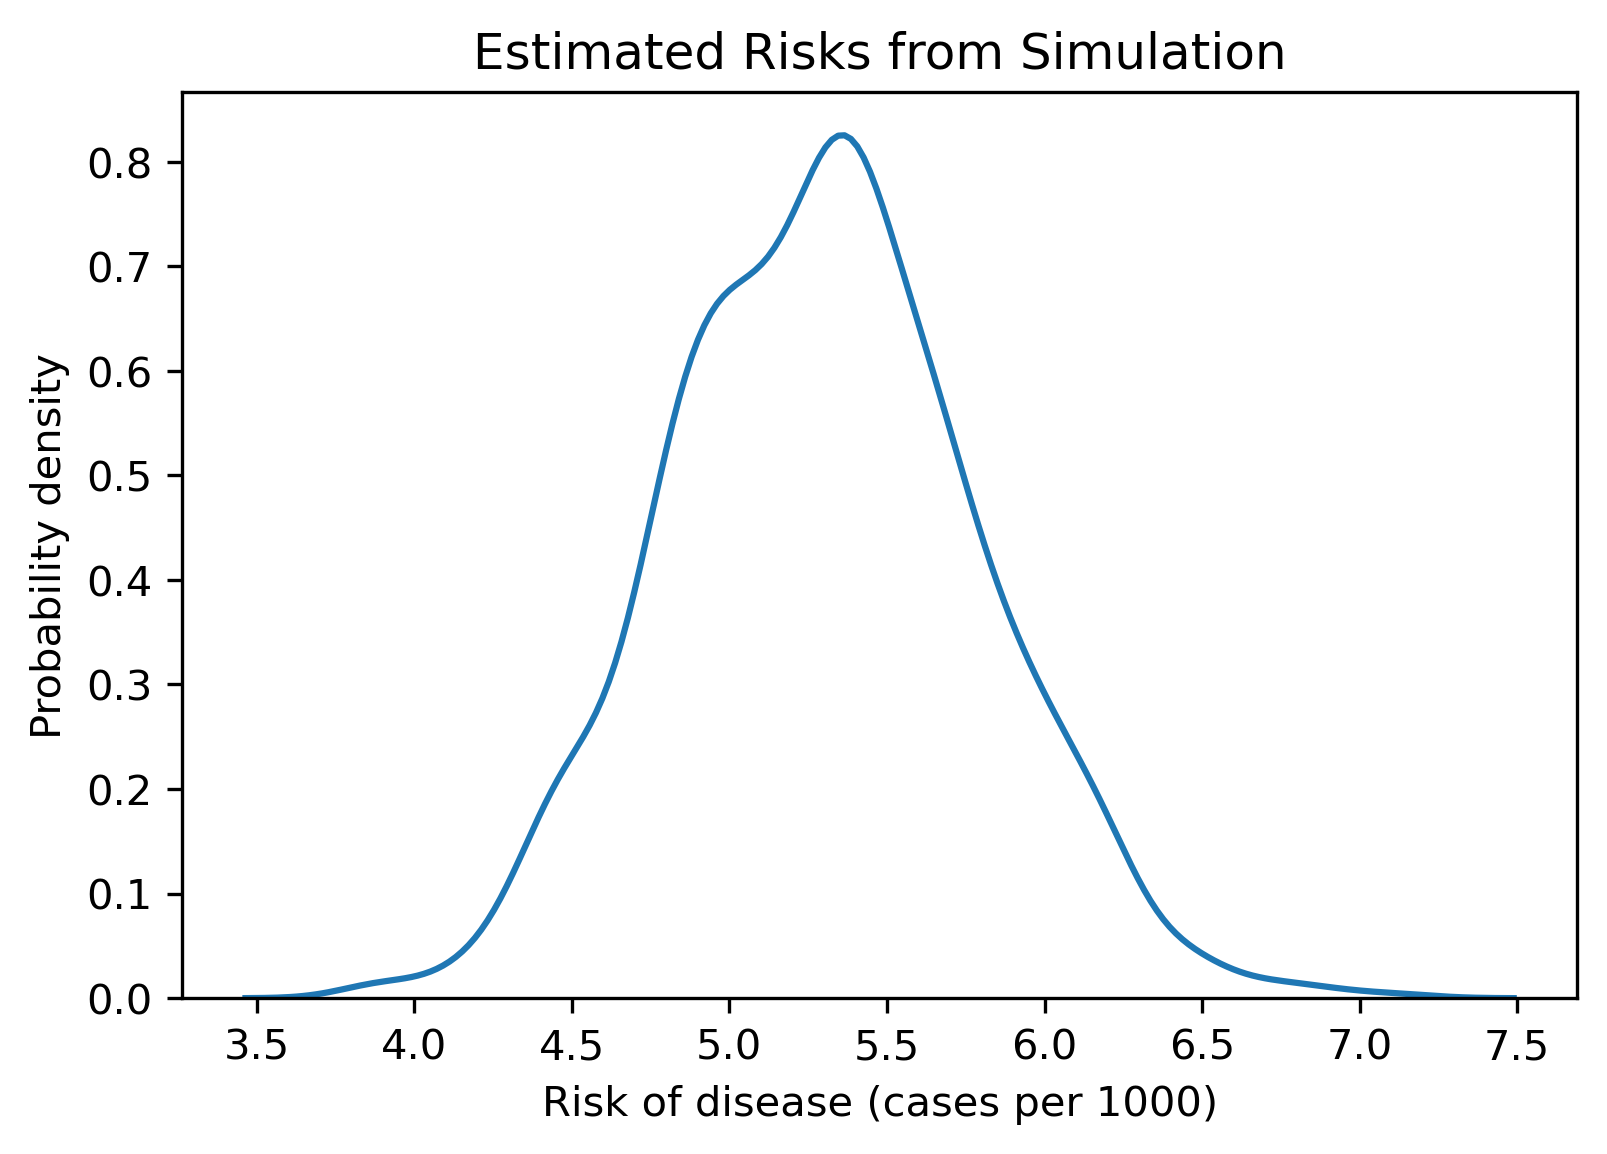 Estimated Risks from Simulation
Probability density
0.8
0.7
0.6
0.5
0.4
0.3
0.2
0.1
0.0
3.5 4.0 4.5 5.0 5.5 6.0 6.5 7.0 7.5
Risk of disease (cases per 1000)